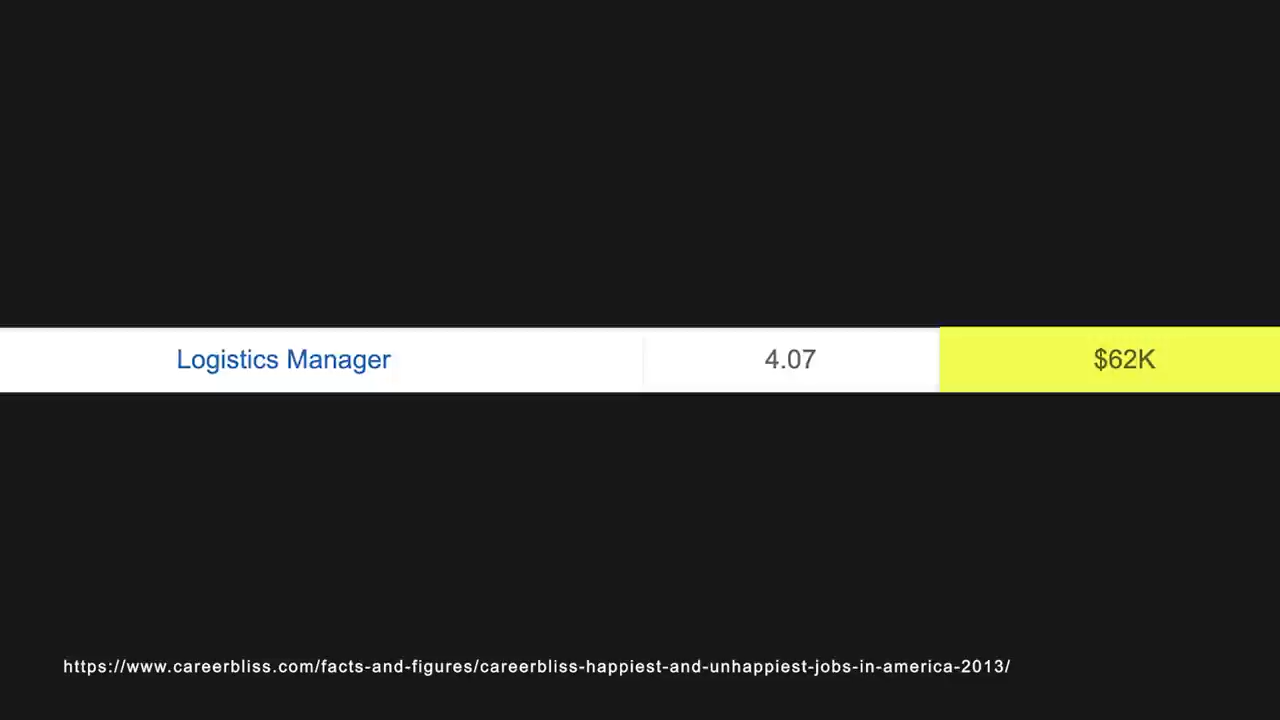 Logistics Manager 4.07 $62K
https://www.careerbliss.com/facts-and-figures/careerbliss-happiest-and-unhappiest-jobs-in-america-2013/